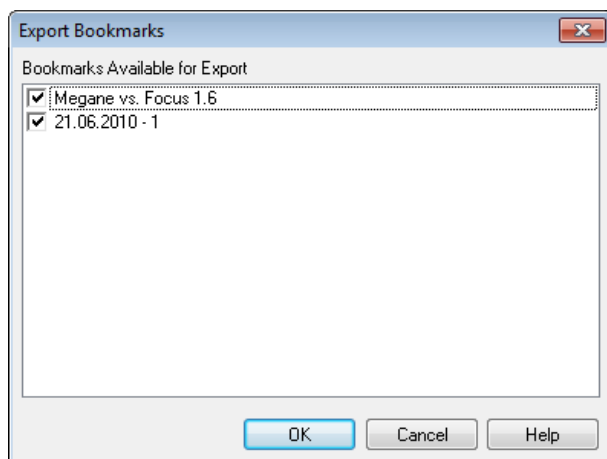 Export Bookmarks
Bookmarks Available for Export
Megane vs. Focus 1.6
21.06.2010 - 1
OK Cancel Help